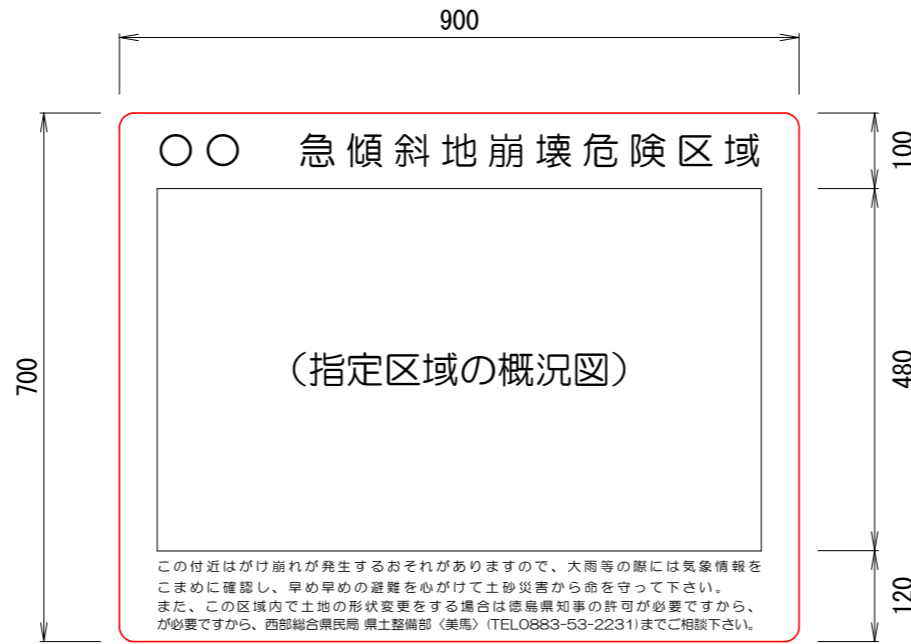 900
○○　急傾斜地崩壊危険区域
100
700
(指定区域の概況図)
480
この付近はがけ崩れが発生するおそれがありますので、大雨等の際には気象情報を
こまめに確認し、早め早めの避難を心がけて土砂災害から命を守って下さい。
また、この区域内で土地の形状変更をする場合は徳島県知事の許可が必要ですから、
が必要ですから、西部総合県民局 県土整備部〈美馬〉(TEL0883-53-2231)までご相談下さい。
120